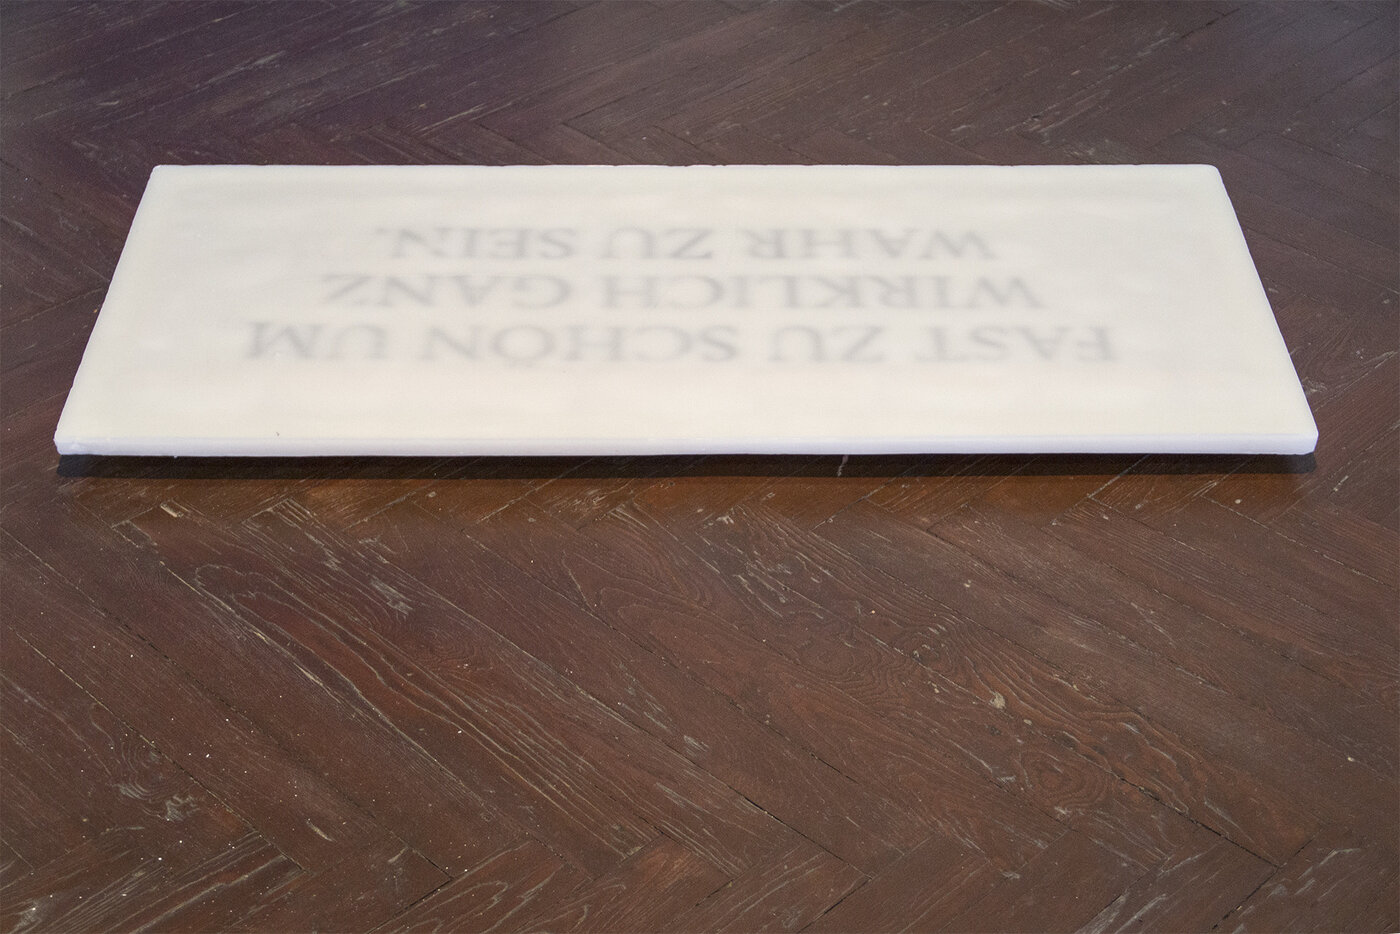 FAST ZU SCHÖN UM
WIRKLICH GANZ
WAHR ZU SEIN.